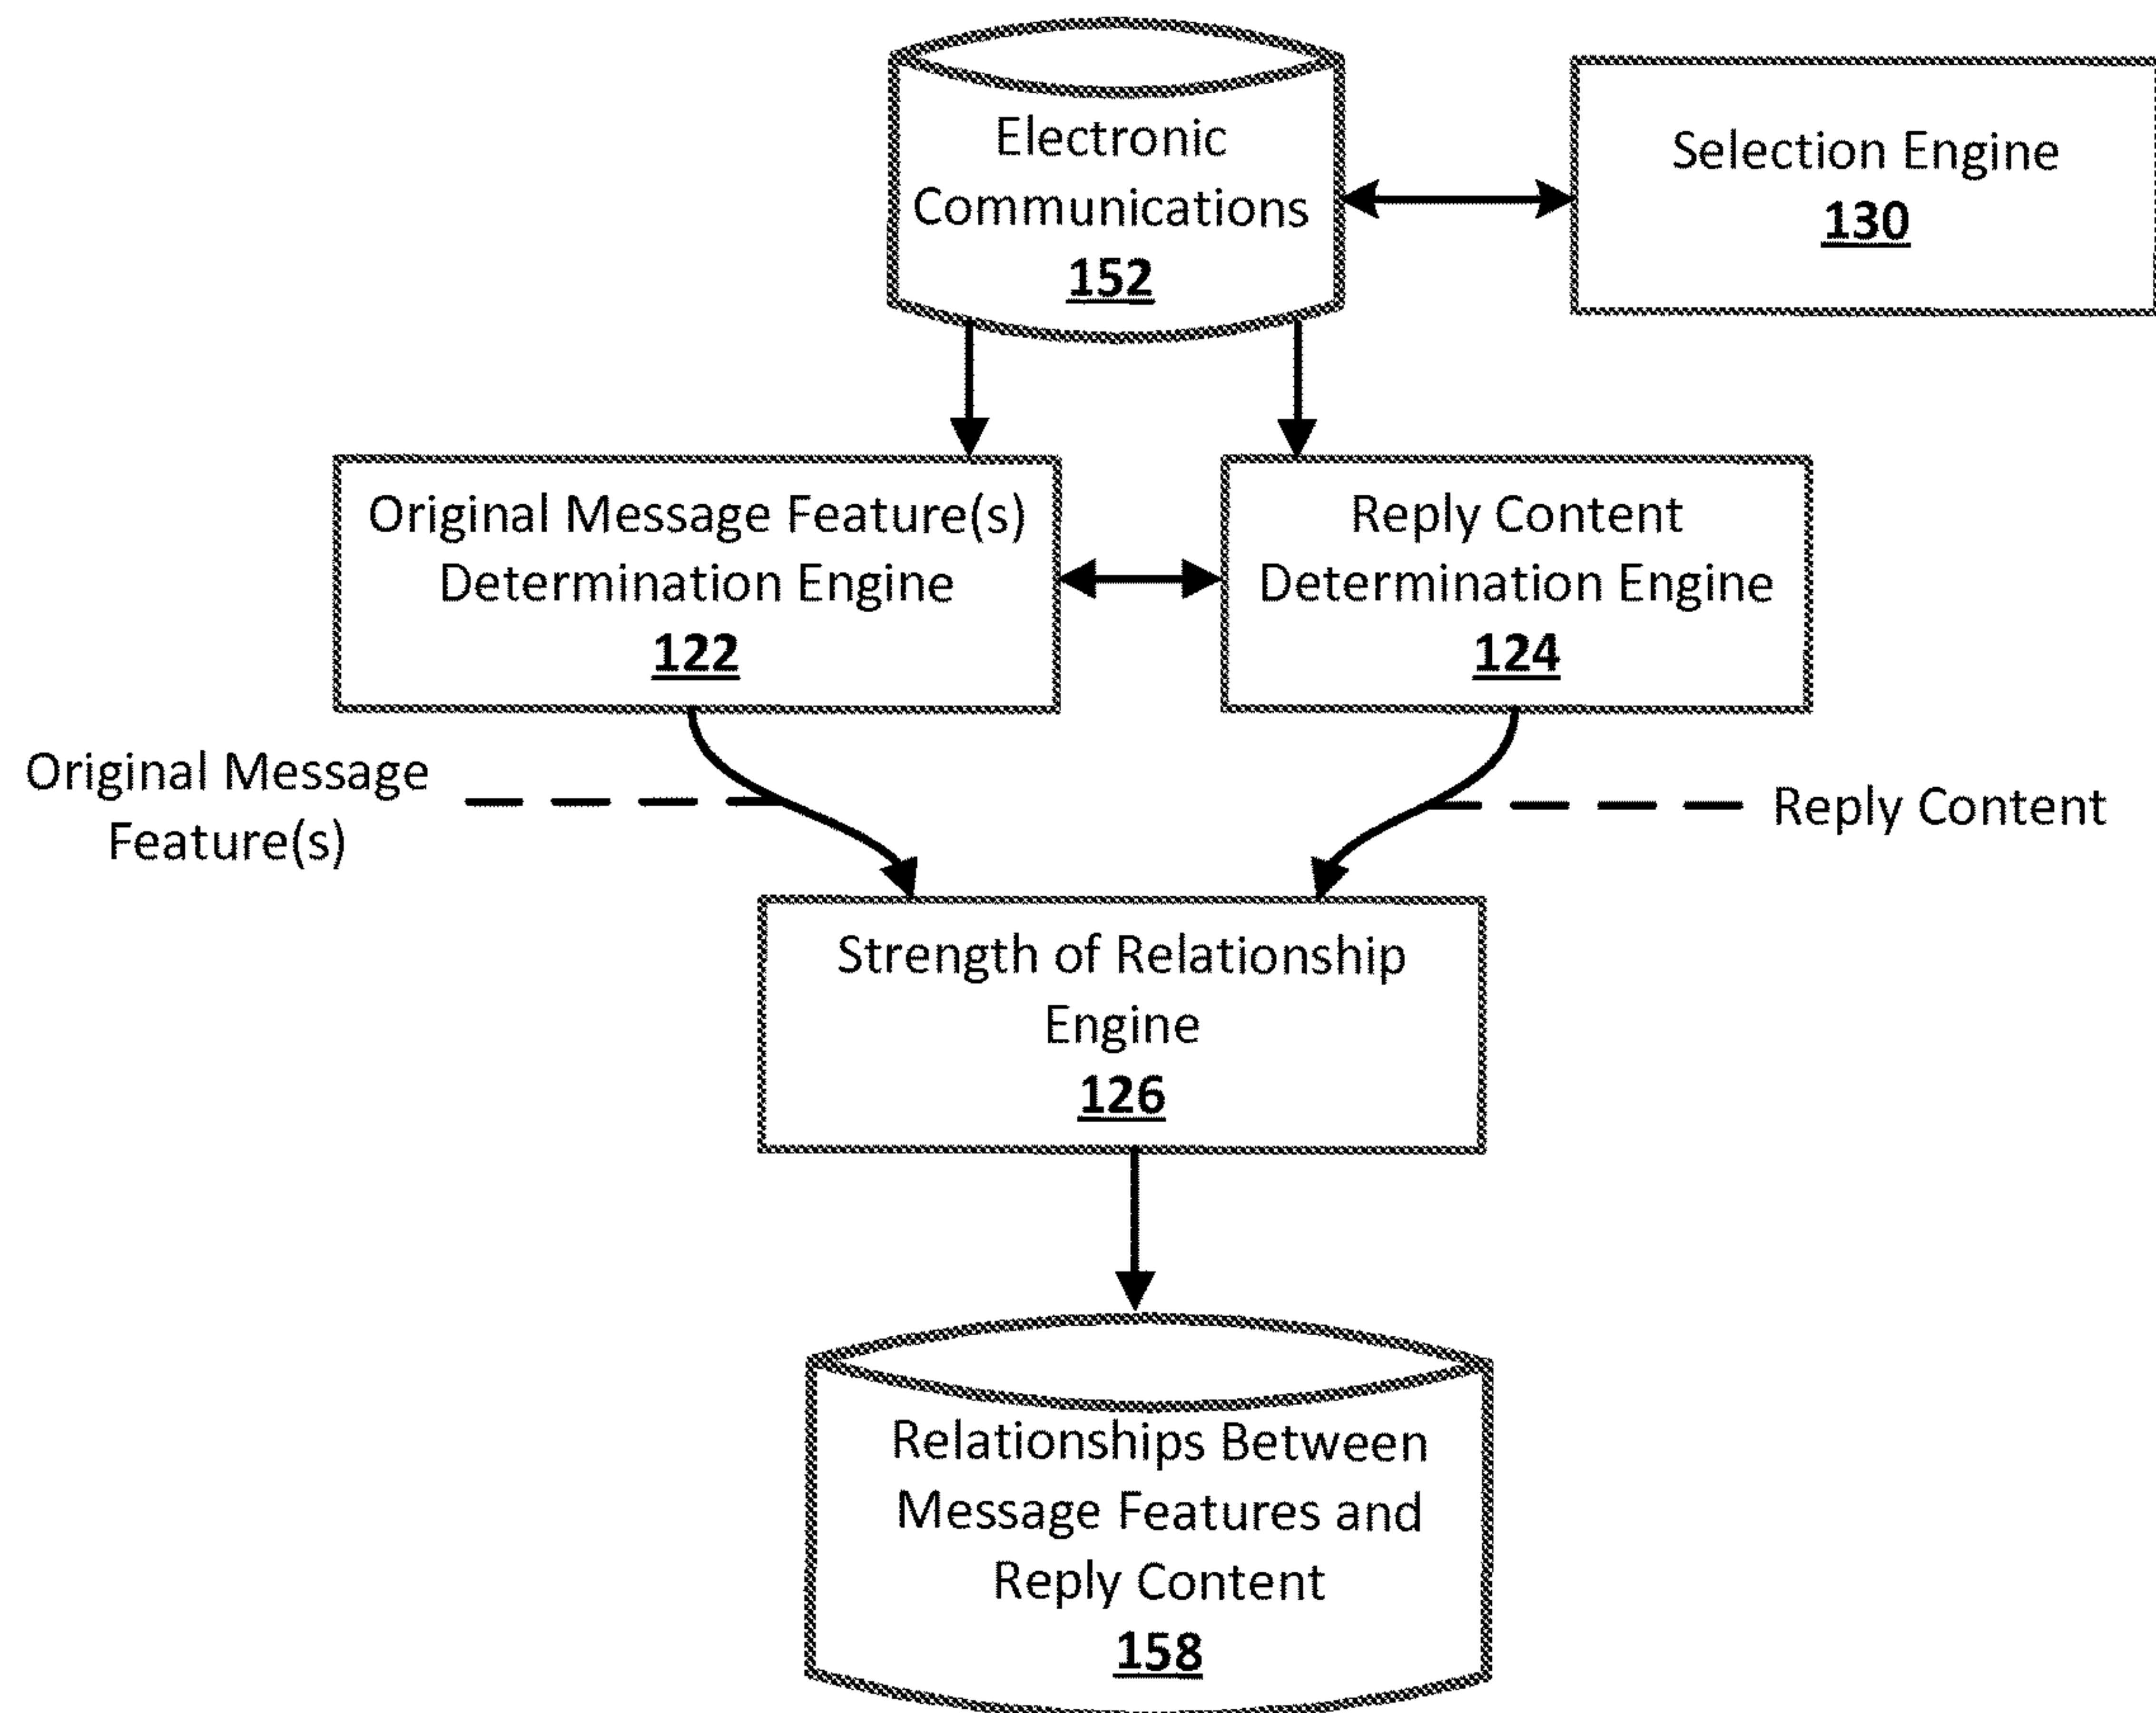 Electronic
Communications
152
Selection Engine
130
Original Message Feature(s)
Determination Engine
122
Reply Content
Determination Engine
124
Original Message
Feature(s)
Reply Content
Strength of Relationship
Engine
126
Relationships Between
Message Features and
Reply Content
158